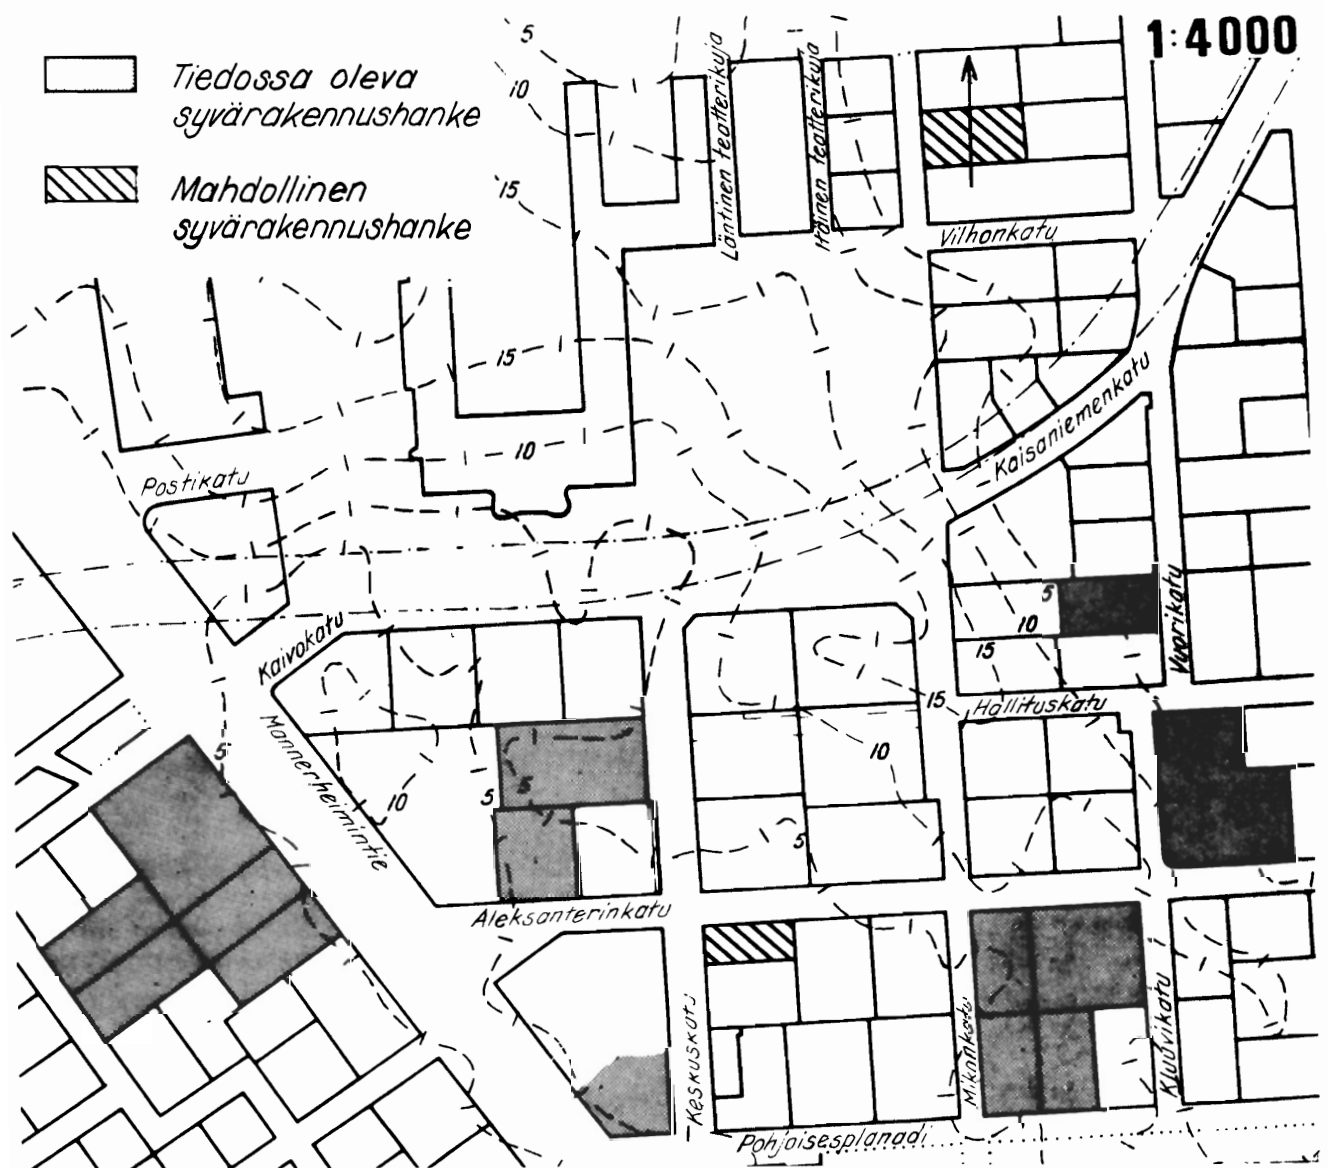 1:4000
Tiedossa oleva
syvärakennushanke
Mahdollinen
syvärakennushanke
5
10
15
Läntinen teatterikuja
Itäinen teatterikuja
Vilhonkatu
15
10
Kaisaniemenkatu
Postikatu
Kaivokatu
Mannerheimintie
5
10
15
Vuorikatu
Hallituskatu
15
10
5
5
10
5
5
Aleksanterinkatu
Keskuskatu
Mikonkatu
Kluuvikatu
Pohjoisesplanadi